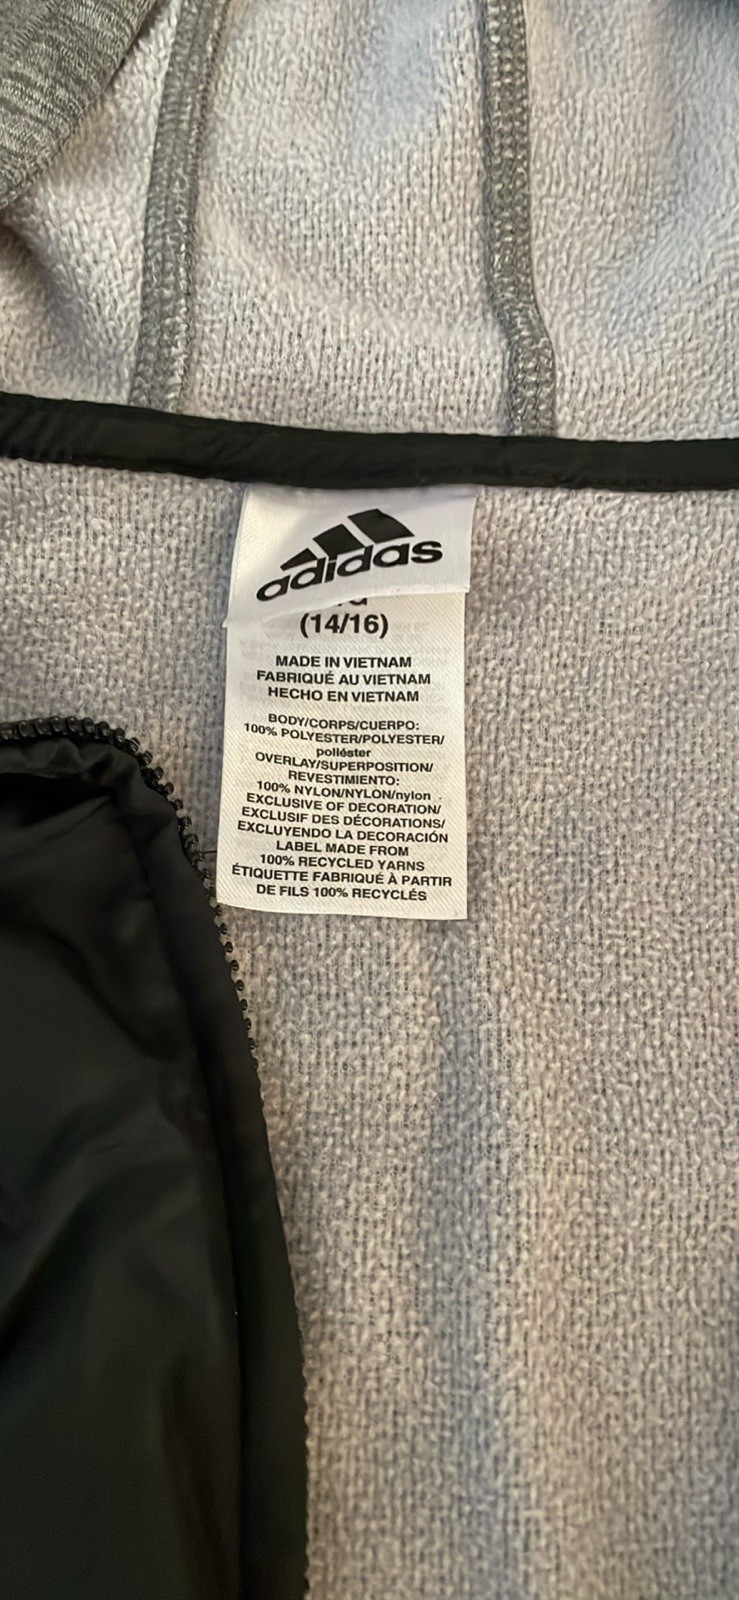 adidas
(14/16)
MADE IN VIETNAM
FABRIQUÉ AU VIETNAM
HECHO EN VIETNAM
BODY/CORPS/CUERPO:
100% POLYESTER/POLYESTER/
poliéster
OVERLAY/SUPERPOSITION/
REVESTIMIENTO:
100% NYLON/NYLON/nylon
EXCLUSIVE OF DECORATION/
EXCLUSIF DES DÉCORATIONS/
EXCLUYENDO LA DECORACIÓN
LABEL MADE FROM
100% RECYCLED YARNS
ÉTIQUETTE FABRIQUÉ À PARTIR
DE FILS 100% RECYCLÉS